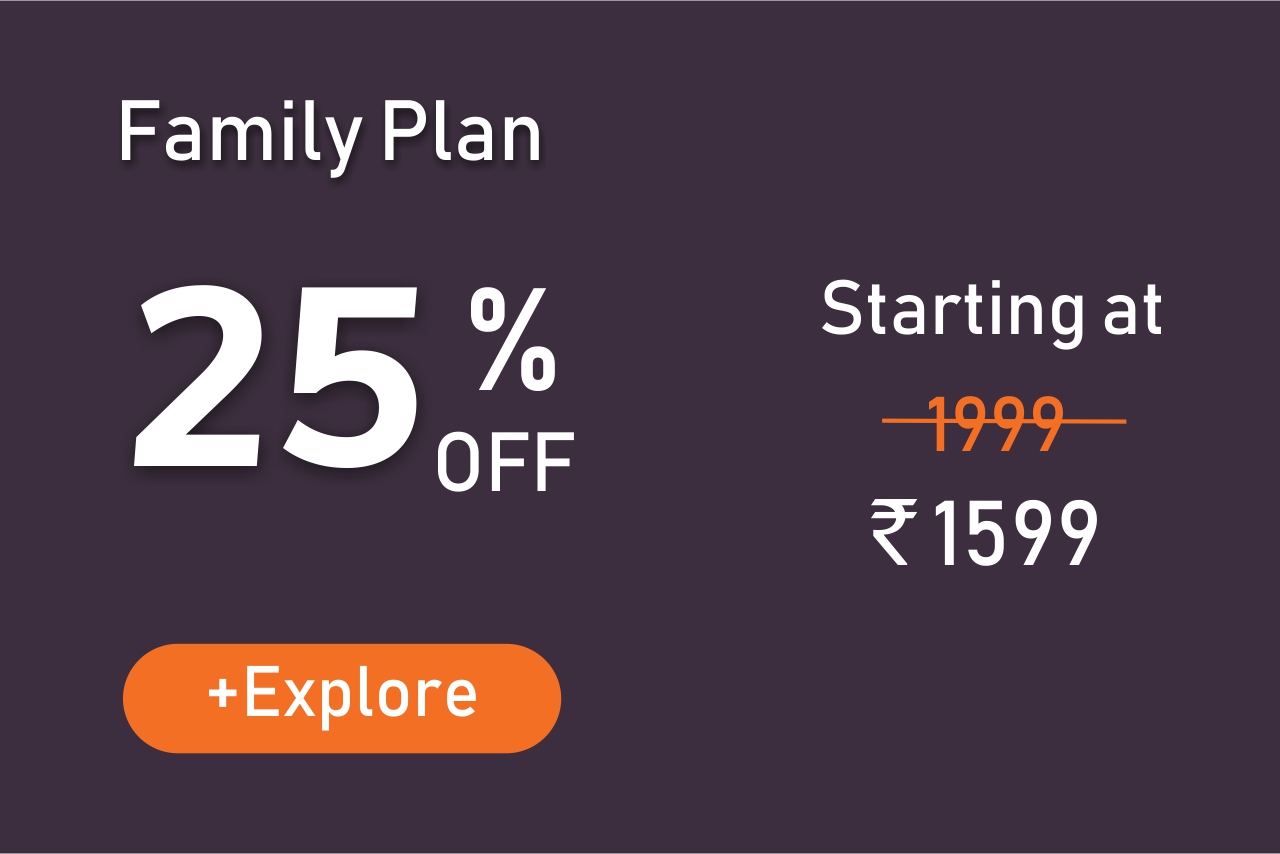 Family Plan
25%
OFF
Starting at
1999
₹1599
+Explore